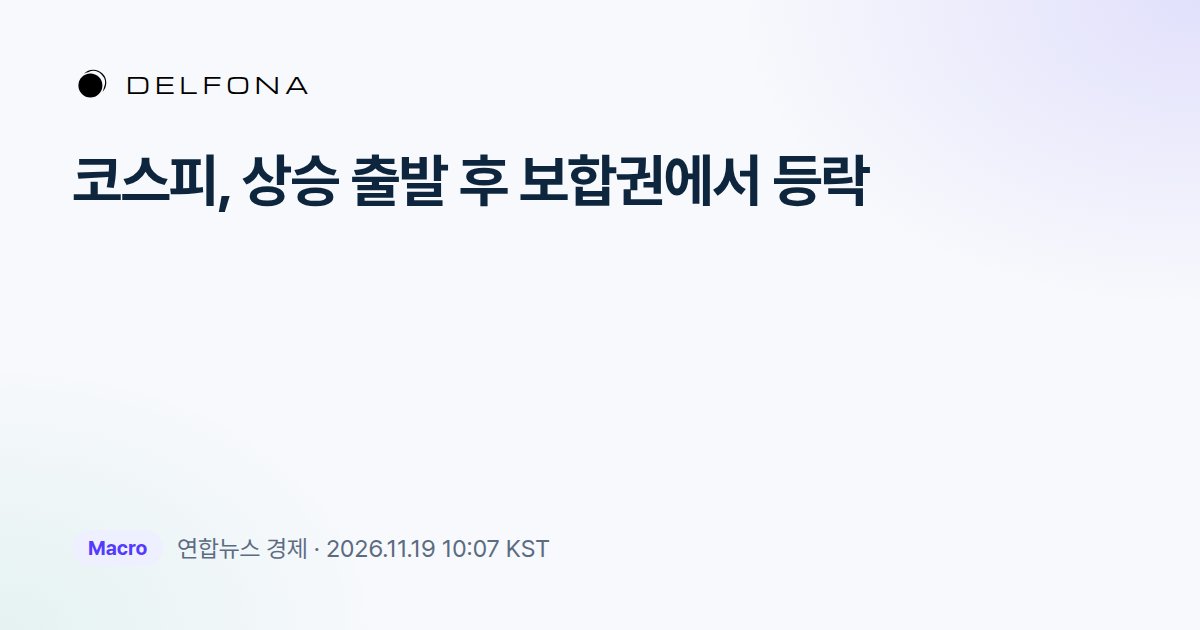 DELFONA
코스피, 상승 출발 후 보합권에서 등락
Macro 연합뉴스 경제 · 2026.11.19 10:07 KST